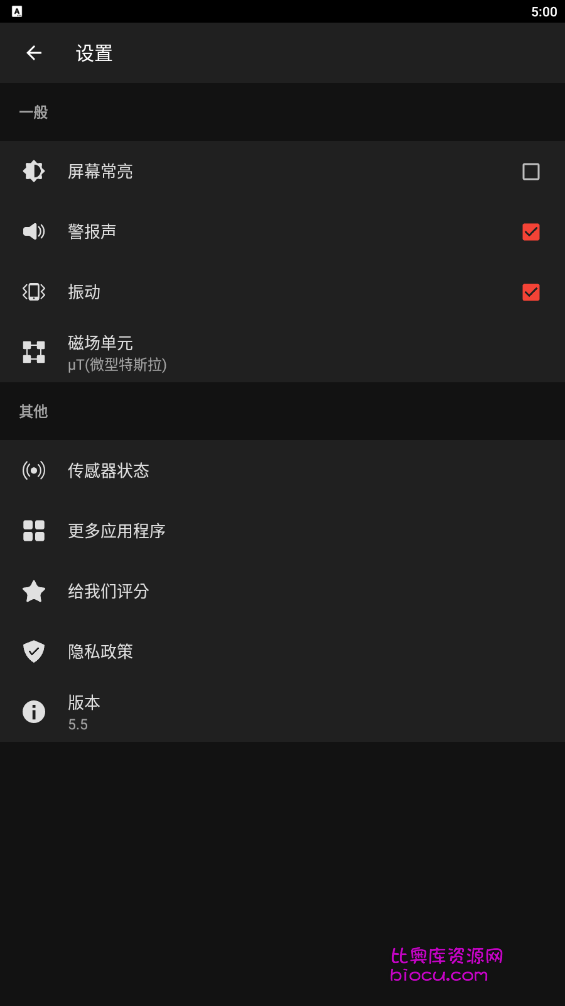 5:00
设置
一般
屏幕常亮
警报声
振动
磁场单元
μT(微型特斯拉)
其他
传感器状态
更多应用程序
给我们评分
隐私政策
版本
5.5
比奥库资源网
biocu.com